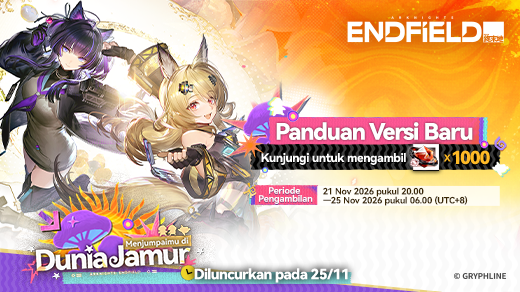 ARKNIGHTS
ENDFIELD
Panduan Versi Baru
Kunjungi untuk mengambil x1000
Periode Pengambilan
21 Nov 2026 pukul 20.00
—25 Nov 2026 pukul 06.00 (UTC+8)
Menjumpaimu di
Dunia Jamur
Diluncurkan pada 25/11
© GRYPHLINE